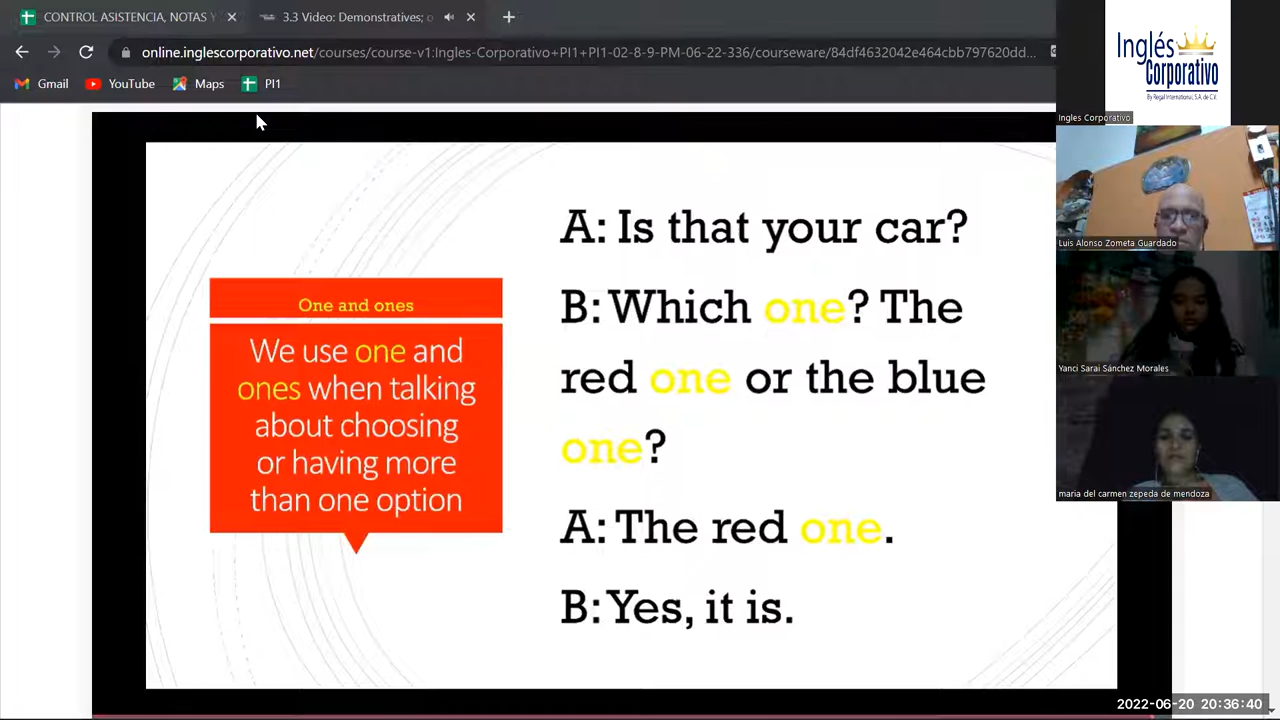 CONTROL ASISTENCIA, NOTAS Y
3.3 Video: Demonstratives; o
online.inglescorporativo.net/courses/course-v1:Ingles-Corporativo+PI1+PI1-02-8-9-PM-06-22-336/courseware/84df4632042e464cbb797620dd...
Gmail
YouTube
Maps
PI1
One and ones
We use one and
ones when talking
about choosing
or having more
than one option
A: Is that your car?
B: Which one? The
red one or the blue
one?
A: The red one.
B: Yes, it is.
Inglés
Corporativo
By Regal International, S.A. de C.V.
Ingles Corporativo
Luis Alonso Zometa Guardado
Yanci Sarai Sánchez Morales
maria del carmen zepeda de mendoza
2022-06-20 20:36:40